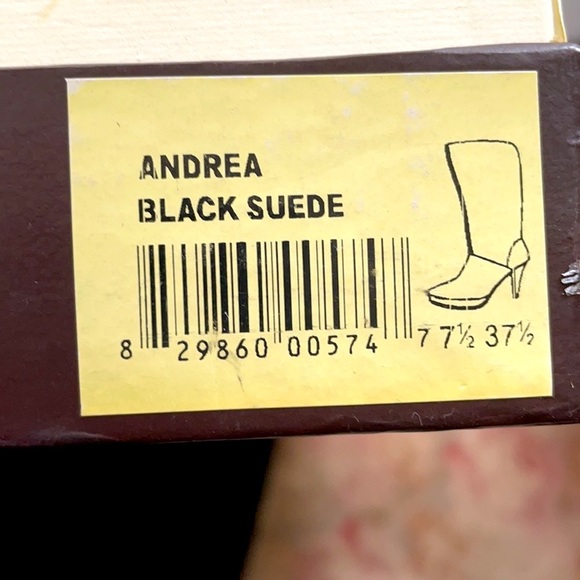 ANDREA
BLACK SUEDE
8 29860 00574 7 7½ 37½